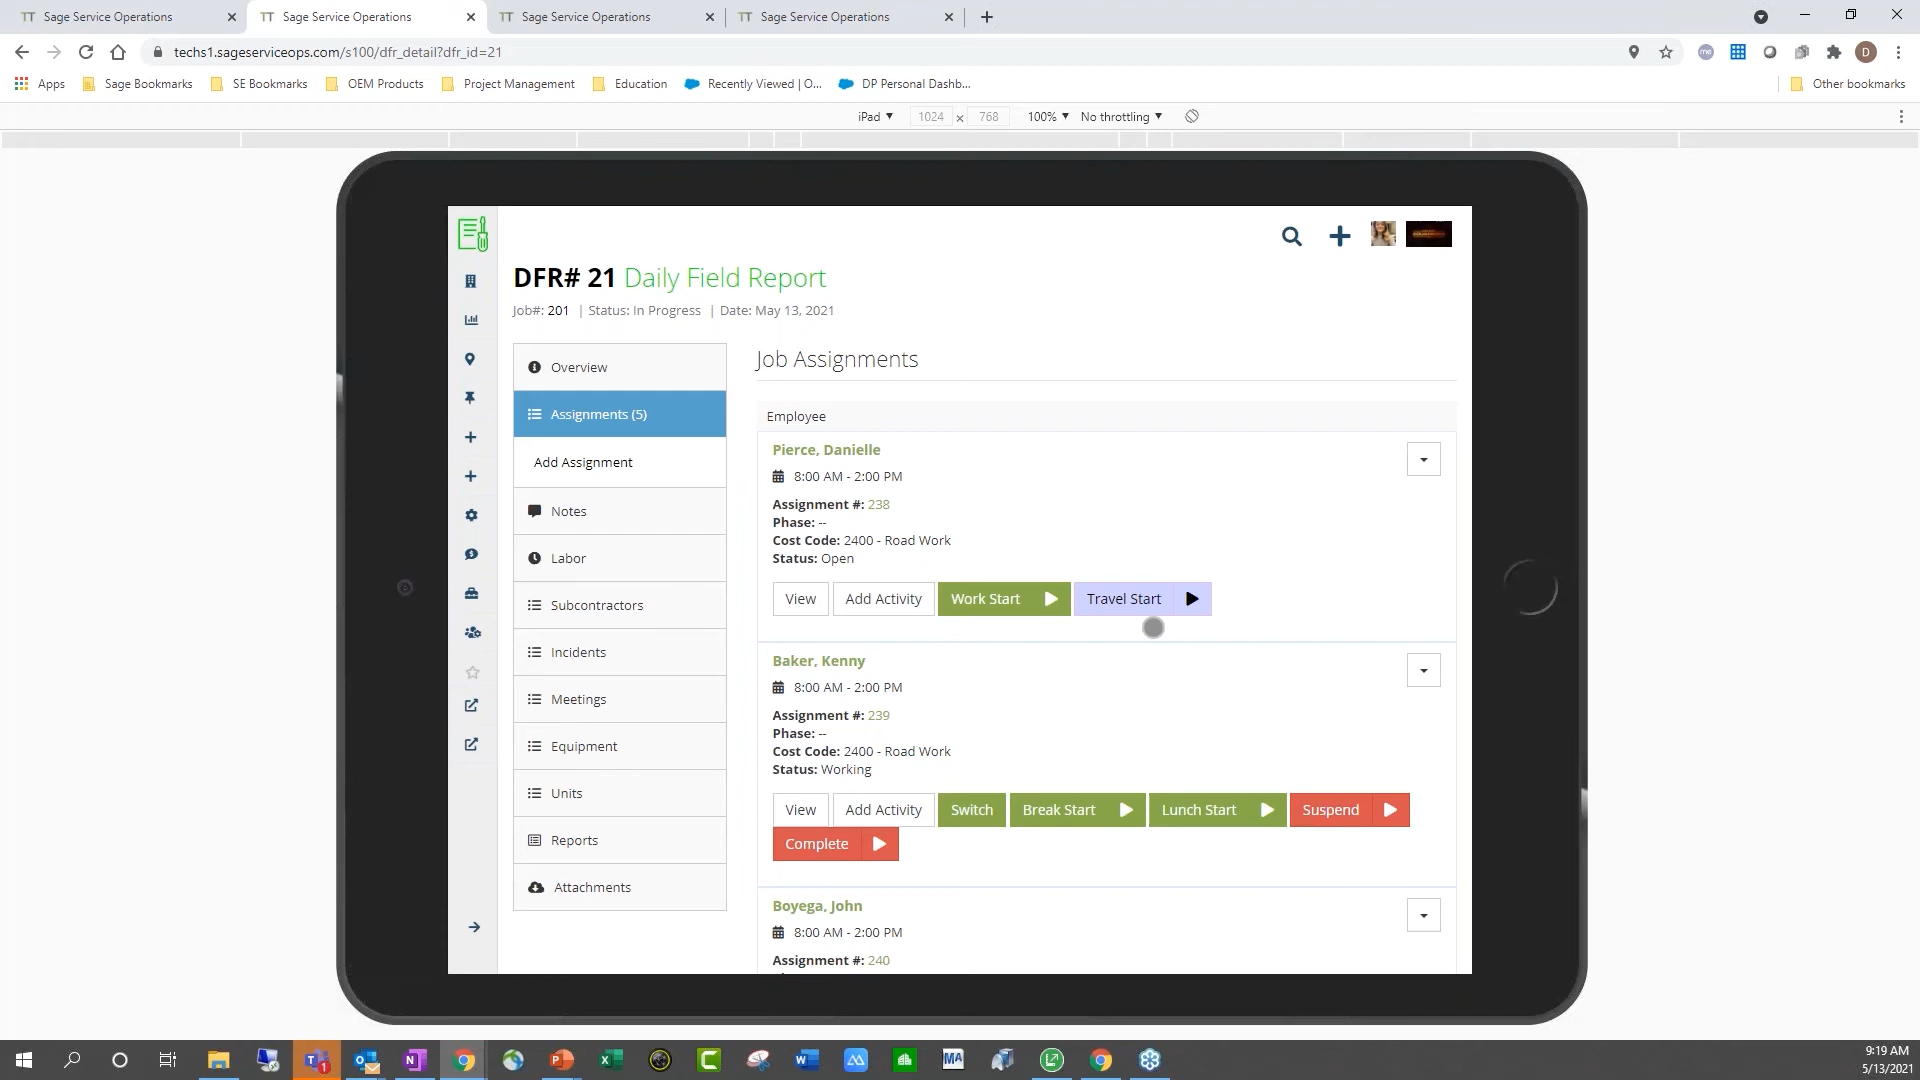 Sage Service Operations
Sage Service Operations
Sage Service Operations
Sage Service Operations
techs1.sageserviceops.com/s100/dfr_detail?dfr_id=21
D
Apps
Sage Bookmarks
SE Bookmarks
OEM Products
Project Management
Education
Recently Viewed | O...
DP Personal Dashb...
Other bookmarks
iPad
1024 x 768
100%
No throttling
DFR# 21 Daily Field Report
Job#: 201 | Status: In Progress | Date: May 13, 2021
Overview
Assignments (5)
Add Assignment
Notes
Labor
Subcontractors
Incidents
Meetings
Equipment
Units
Reports
Attachments
Job Assignments
Employee
Pierce, Danielle
8:00 AM - 2:00 PM
Assignment #: 238
Phase: --
Cost Code: 2400 - Road Work
Status: Open
View Add Activity Work Start Travel Start
Baker, Kenny
8:00 AM - 2:00 PM
Assignment #: 239
Phase: --
Cost Code: 2400 - Road Work
Status: Working
View Add Activity Switch Break Start Lunch Start Suspend
Complete
Boyega, John
8:00 AM - 2:00 PM
Assignment #: 240
9:19 AM
5/13/2021